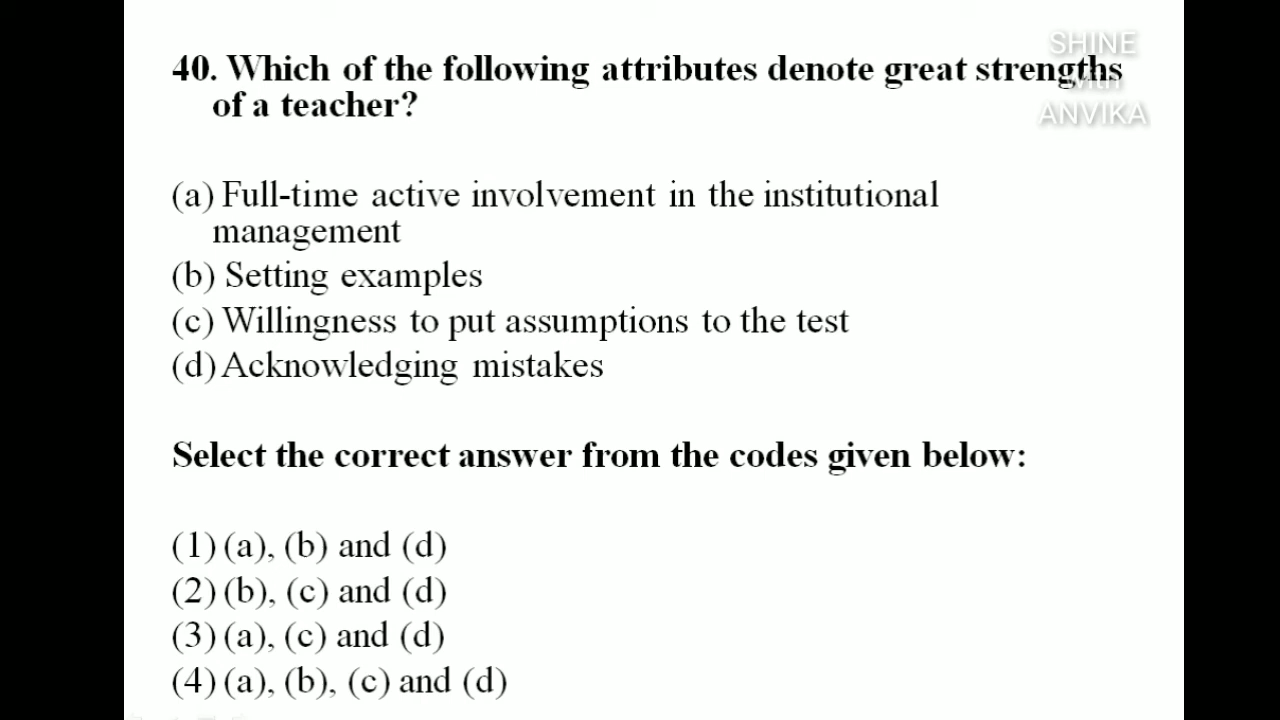 SHINE
with
ANVIKA
40. Which of the following attributes denote great strengths
of a teacher?
(a) Full-time active involvement in the institutional
management
(b) Setting examples
(c) Willingness to put assumptions to the test
(d) Acknowledging mistakes
Select the correct answer from the codes given below:
(1) (a), (b) and (d)
(2) (b), (c) and (d)
(3) (a), (c) and (d)
(4) (a), (b), (c) and (d)